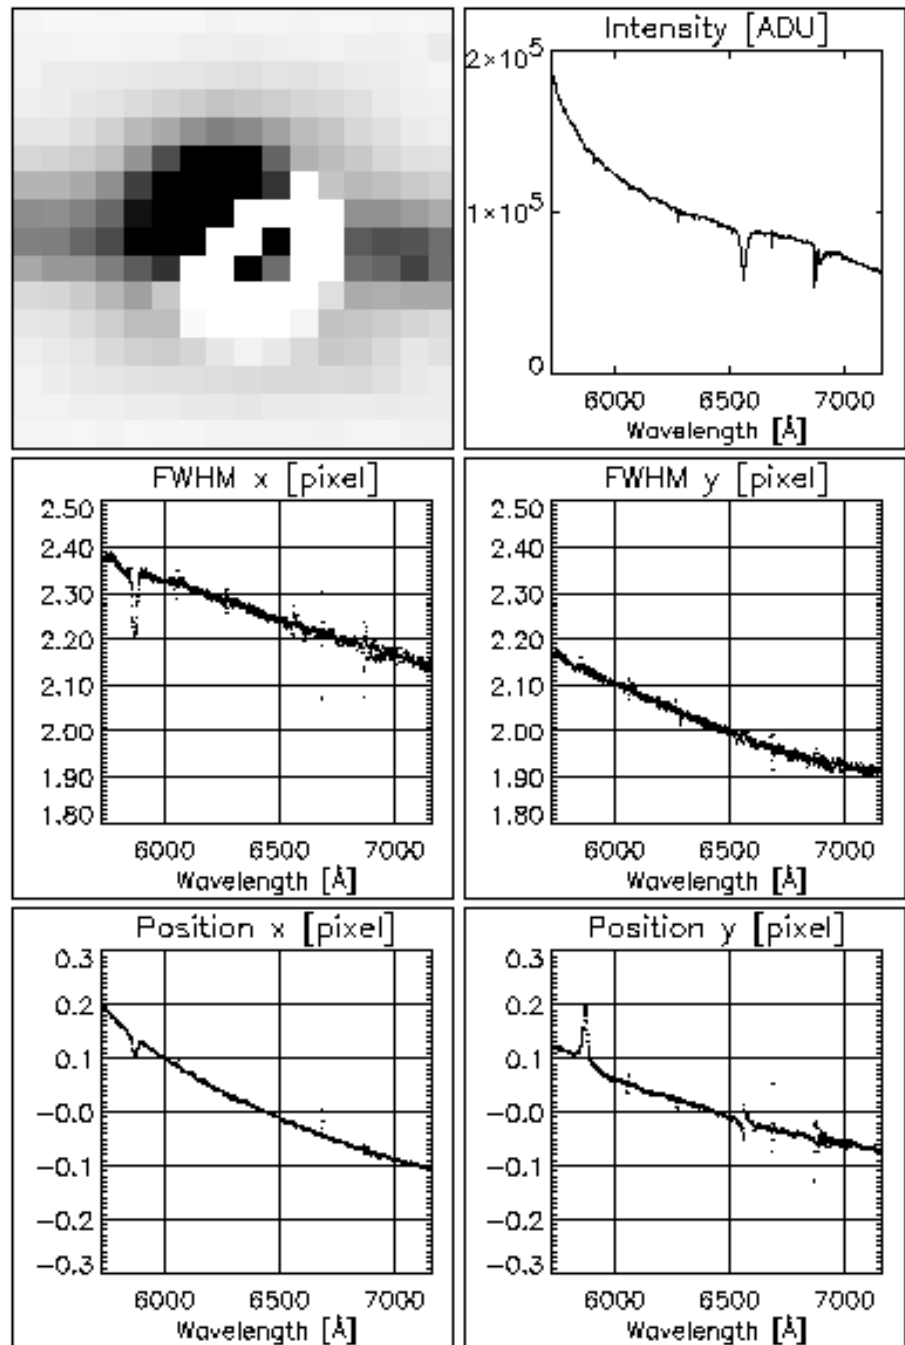 Intensity [ADU]
2×10⁵
1×10⁵
0
6000 6500 7000
Wavelength [Å]
FWHM x [pixel]
2.50
2.40
2.30
2.20
2.10
2.00
1.90
1.80
6000 6500 7000
Wavelength [Å]
FWHM y [pixel]
2.50
2.40
2.30
2.20
2.10
2.00
1.90
1.80
6000 6500 7000
Wavelength [Å]
Position x [pixel]
0.3
0.2
0.1
-0.0
-0.1
-0.2
-0.3
6000 6500 7000
Wavelength [Å]
Position y [pixel]
0.3
0.2
0.1
-0.0
-0.1
-0.2
-0.3
6000 6500 7000
Wavelength [Å]